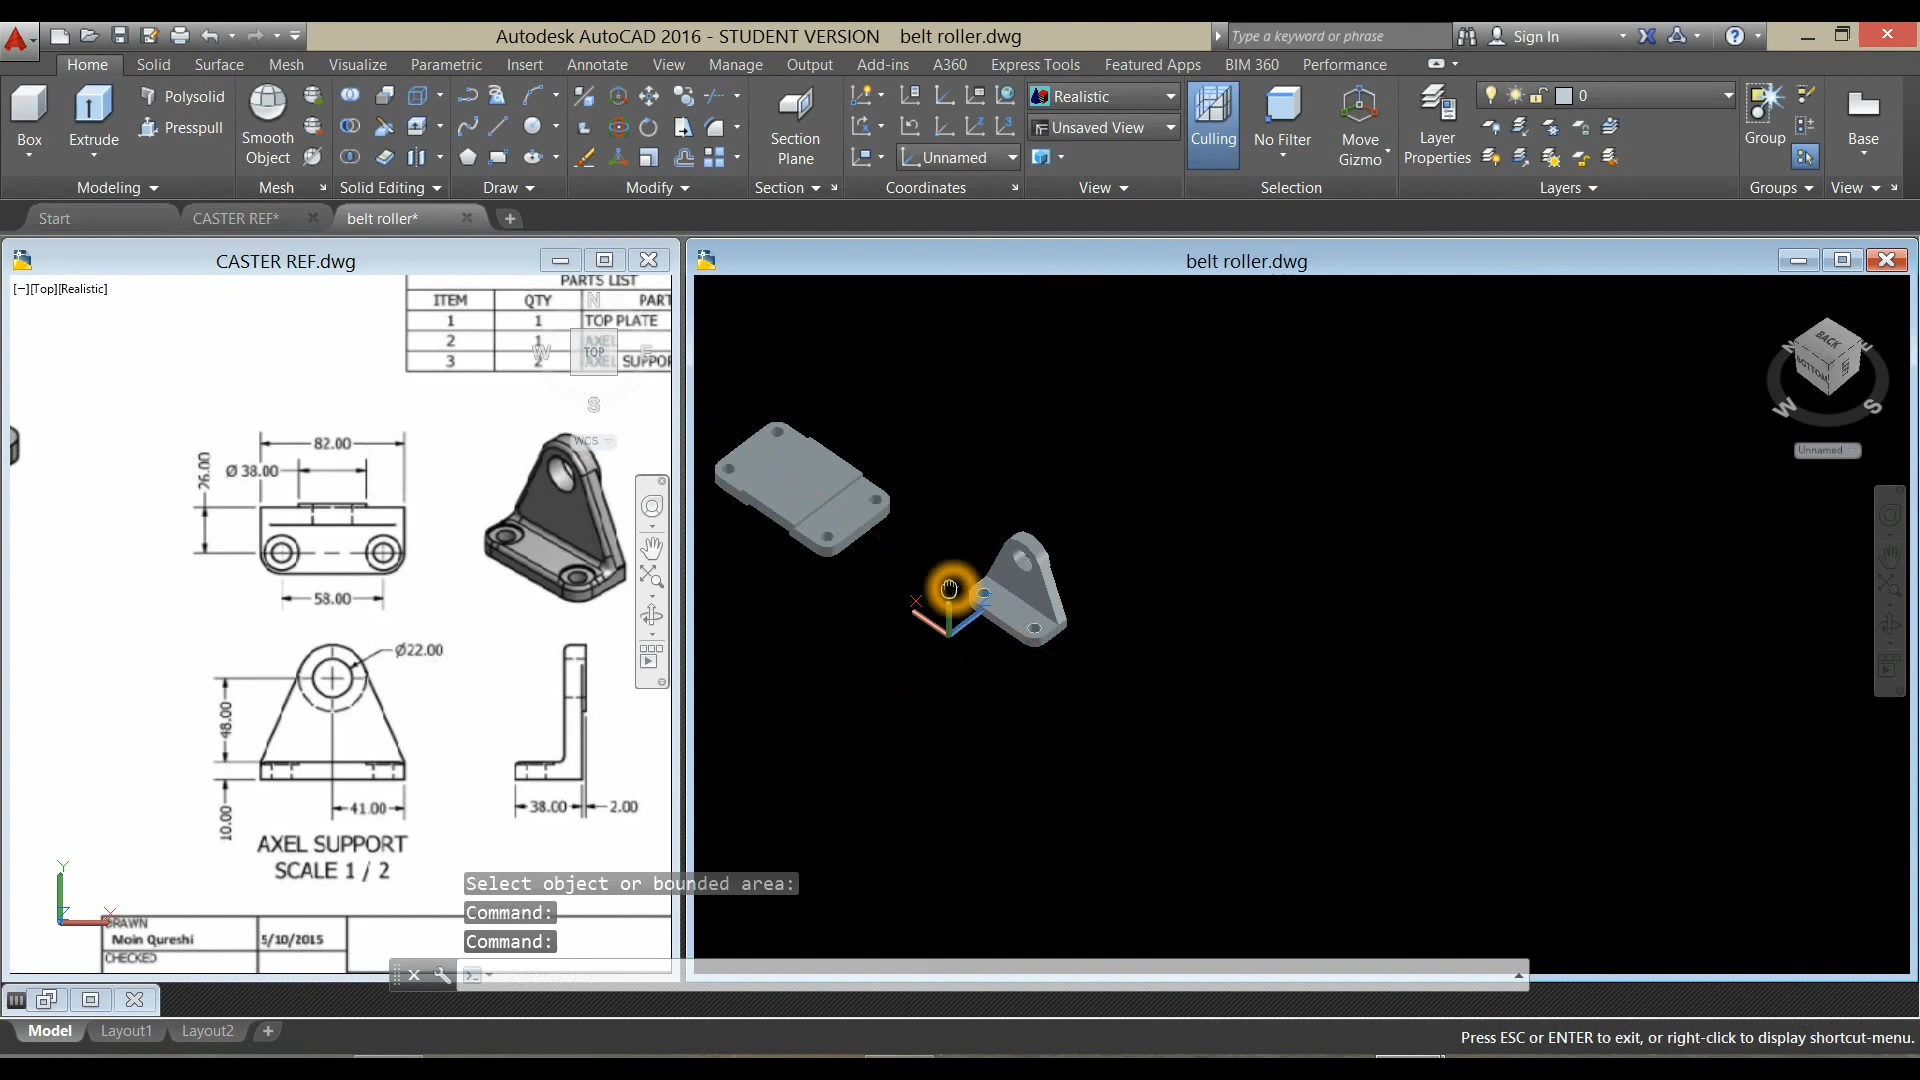 Autodesk AutoCAD 2016 - STUDENT VERSION belt roller.dwg
Type a keyword or phrase
Sign In
Home Solid Surface Mesh Visualize Parametric Insert Annotate View Manage Output Add-ins A360 Express Tools Featured Apps BIM 360 Performance
Box
Extrude
Polysolid
Presspull
Smooth Object
Section Plane
Realistic
Unsaved View
Unnamed
Culling
No Filter
Move Gizmo
Layer Properties
0
Group
Base
Modeling Mesh Solid Editing Draw Modify Section Coordinates View Selection Layers Groups View
Start CASTER REF* belt roller*
CASTER REF.dwg
belt roller.dwg
[−][Top][Realistic]
PARTS LIST
ITEM QTY PART
1 1 TOP PLATE
2 1 AXEL
3 2 AXEL SUPPOR
N
W TOP E
S
WCS
82.00
26.00
Ø 38.00
58.00
Ø22.00
48.00
10.00
41.00
38.00
2.00
AXEL SUPPORT
SCALE 1 / 2
Y
Z
X
DRAWN
Moin Qureshi 5/10/2015
CHECKED
X
Z
BACK
BOTTOM
N
E
W
S
Unnamed
Select object or bounded area:
Command:
Command:
Model Layout1 Layout2
Press ESC or ENTER to exit, or right-click to display shortcut-menu.